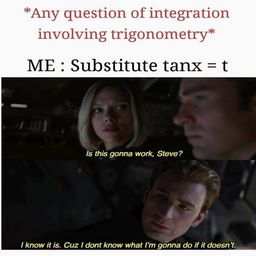 *Any question of integration
involving trigonometry*
ME : Substitute tanx = t
Is this gonna work, Steve?
I know it is. Cuz I dont know what I'm gonna do if it doesn't.